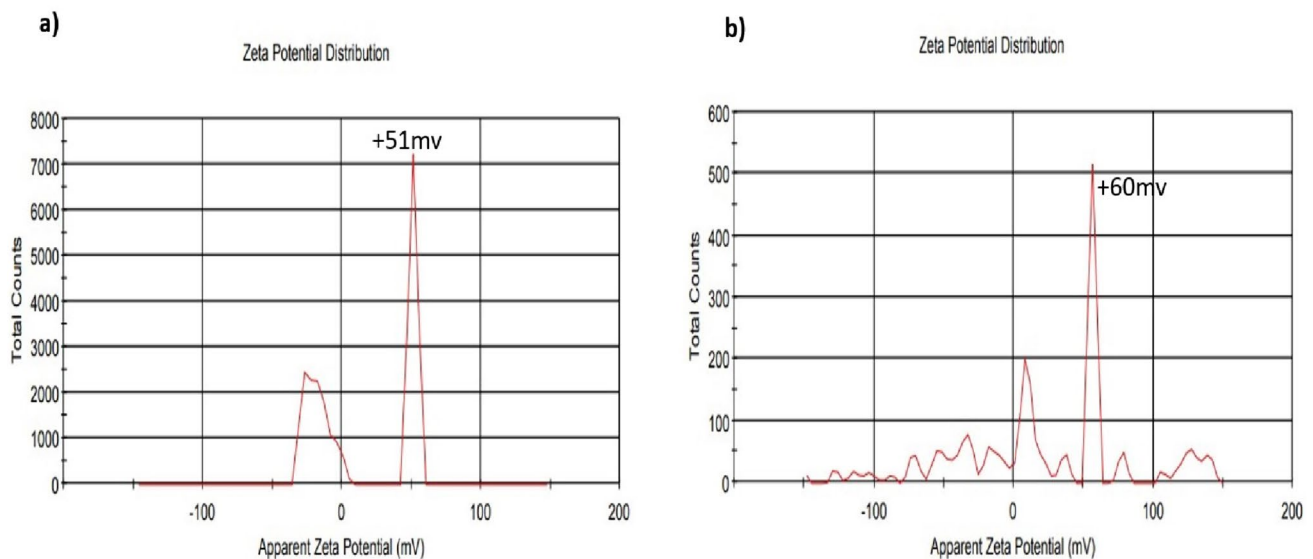 a)
Zeta Potential Distribution
8000
7000
6000
5000
4000
3000
2000
1000
0
Total Counts
+51mv
-100
0
100
200
Apparent Zeta Potential (mV)
b)
Zeta Potential Distribution
600
500
400
300
200
100
0
Total Counts
+60mv
-100
0
100
200
Apparent Zeta Potential (mV)